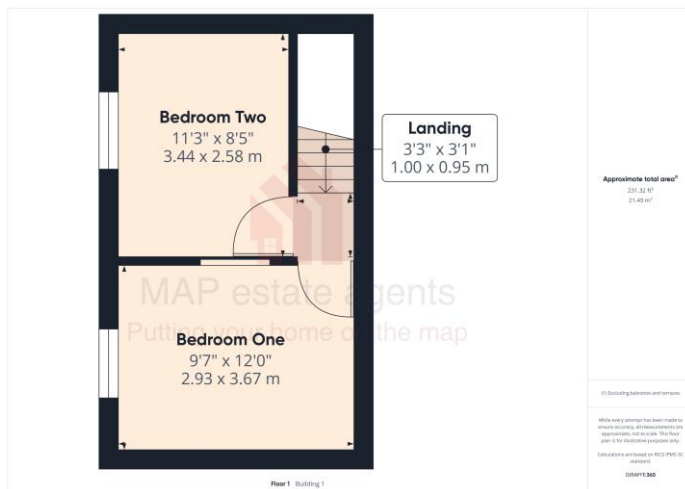 Bedroom Two
11'3" x 8'5"
3.44 x 2.58 m
Landing
3'3" x 3'1"
1.00 x 0.95 m
MAP estate agents
Putting your home on the map
Bedroom One
9'7" x 12'0"
2.93 x 3.67 m
Floor 1 Building 1
Approximate total area⁽¹⁾
231.32 ft²
21.49 m²
(1) Excluding balconies and terraces
While every attempt has been made to
ensure accuracy, all measurements are
approximate, not to scale. This floor
plan is for illustrative purposes only.
Calculations are based on RICS IPMS 3C
standard.
GIRAFFE360